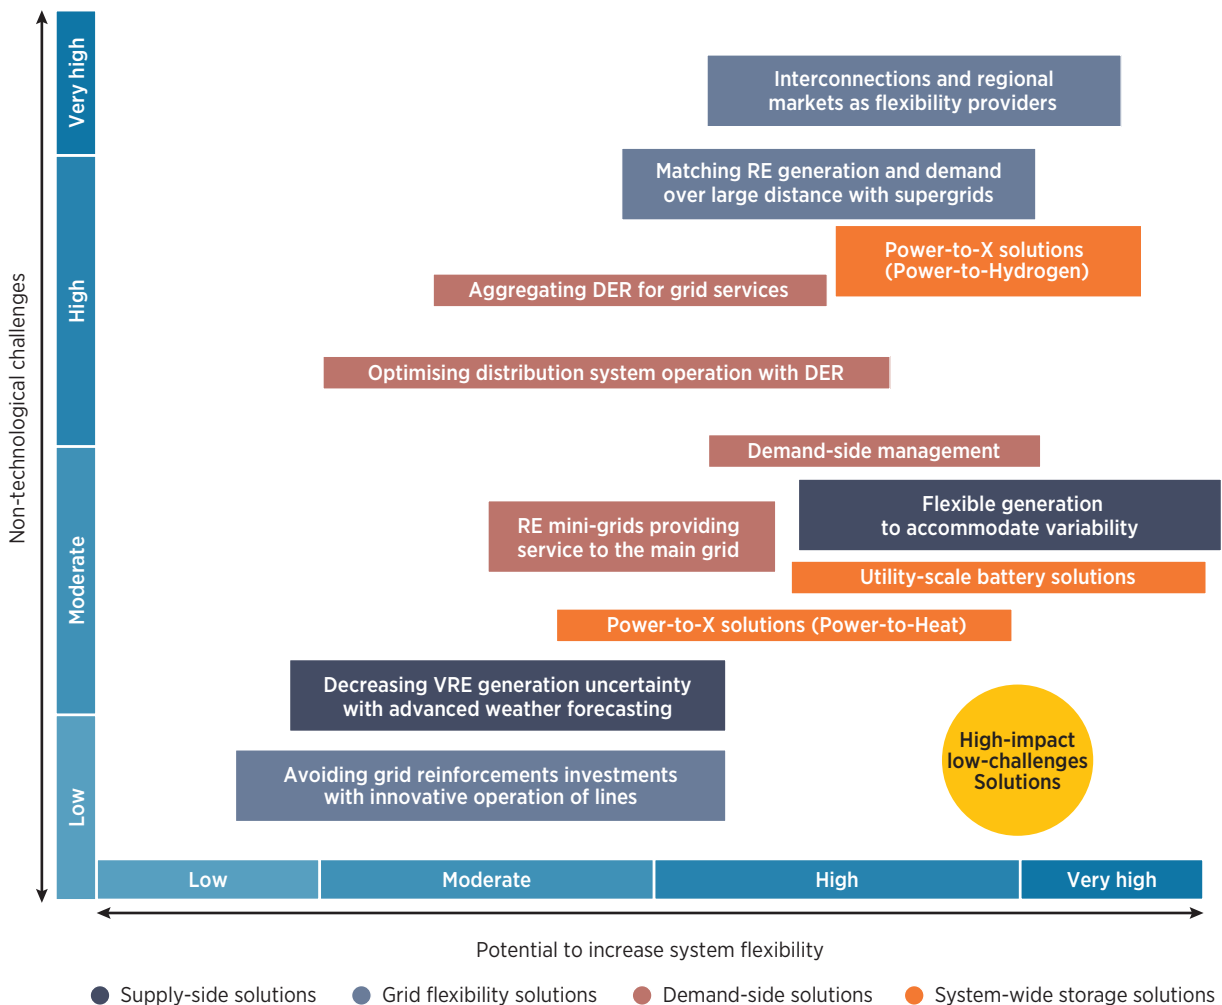 Non-technological challenges
Very high
High
Moderate
Low
Interconnections and regional
markets as flexibility providers
Matching RE generation and demand
over large distance with supergrids
Power-to-X solutions
(Power-to-Hydrogen)
Aggregating DER for grid services
Optimising distribution system operation with DER
Demand-side management
Flexible generation
to accommodate variability
RE mini-grids providing
service to the main grid
Utility-scale battery solutions
Power-to-X solutions (Power-to-Heat)
Decreasing VRE generation uncertainty
with advanced weather forecasting
High-impact
low-challenges
Solutions
Avoiding grid reinforcements investments
with innovative operation of lines
Low
Moderate
High
Very high
Potential to increase system flexibility
Supply-side solutions
Grid flexibility solutions
Demand-side solutions
System-wide storage solutions